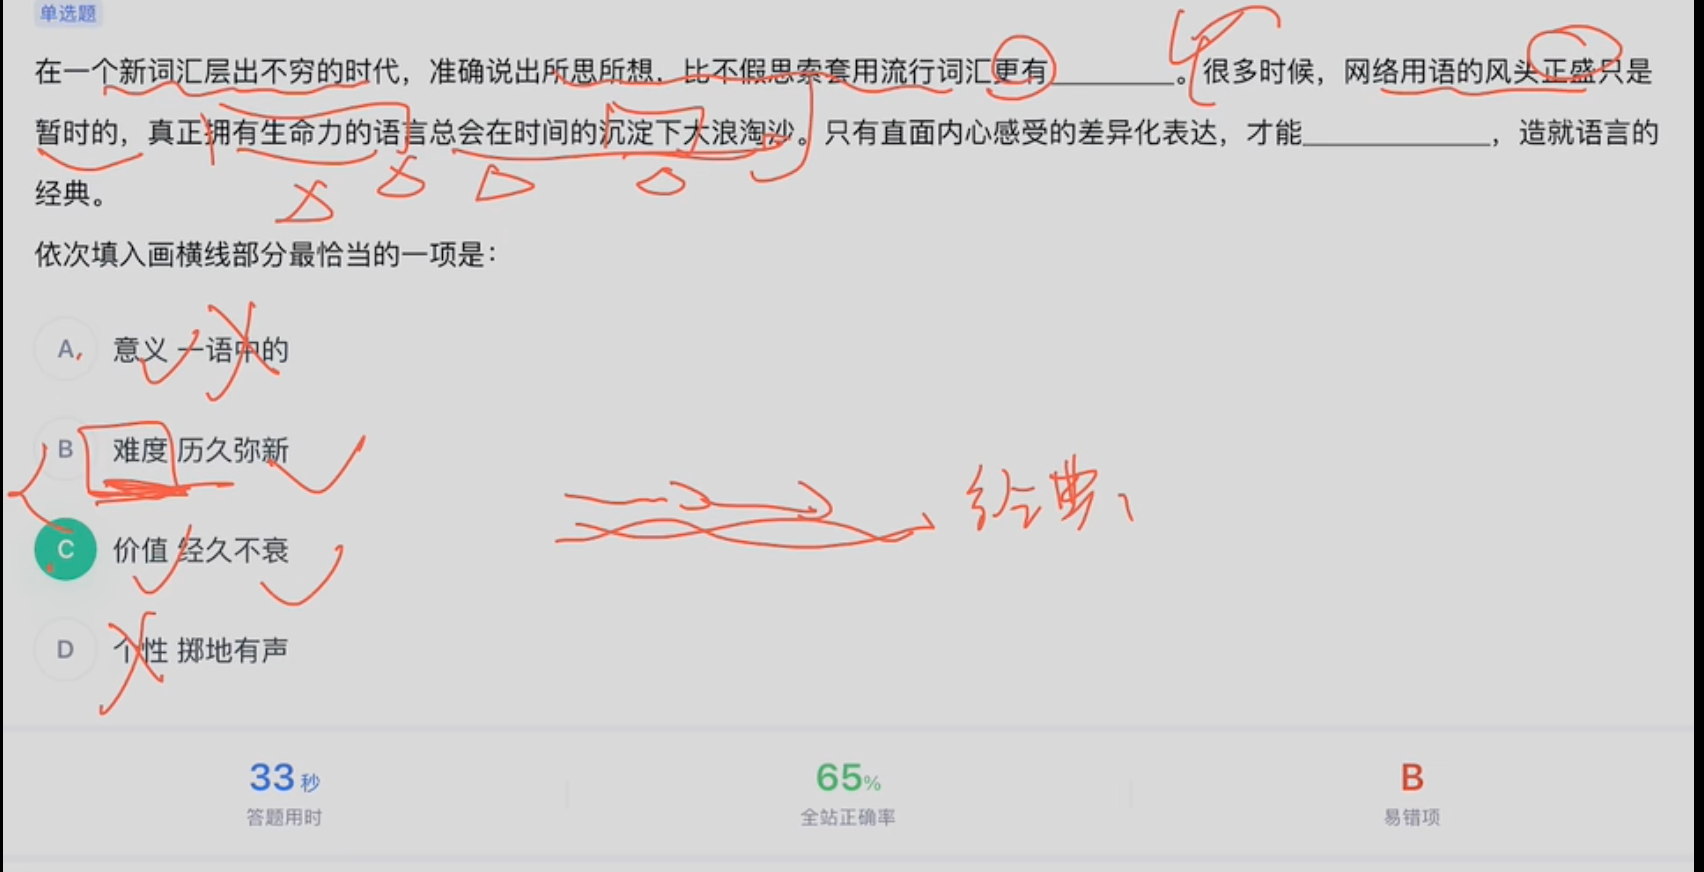 单选题
在一个新词汇层出不穷的时代，准确说出所思所想，比不假思索套用流行词汇更有________。很多时候，网络用语的风头正盛只是
暂时的，真正拥有生命力的语言总会在时间的沉淀下大浪淘沙。只有直面内心感受的差异化表达，才能____________，造就语言的
经典。
依次填入画横线部分最恰当的一项是：
A 意义 一语中的
B 难度 历久弥新
经典
C 价值 经久不衰
D 个性 掷地有声
33秒 65% B
答题用时 全站正确率 易错项